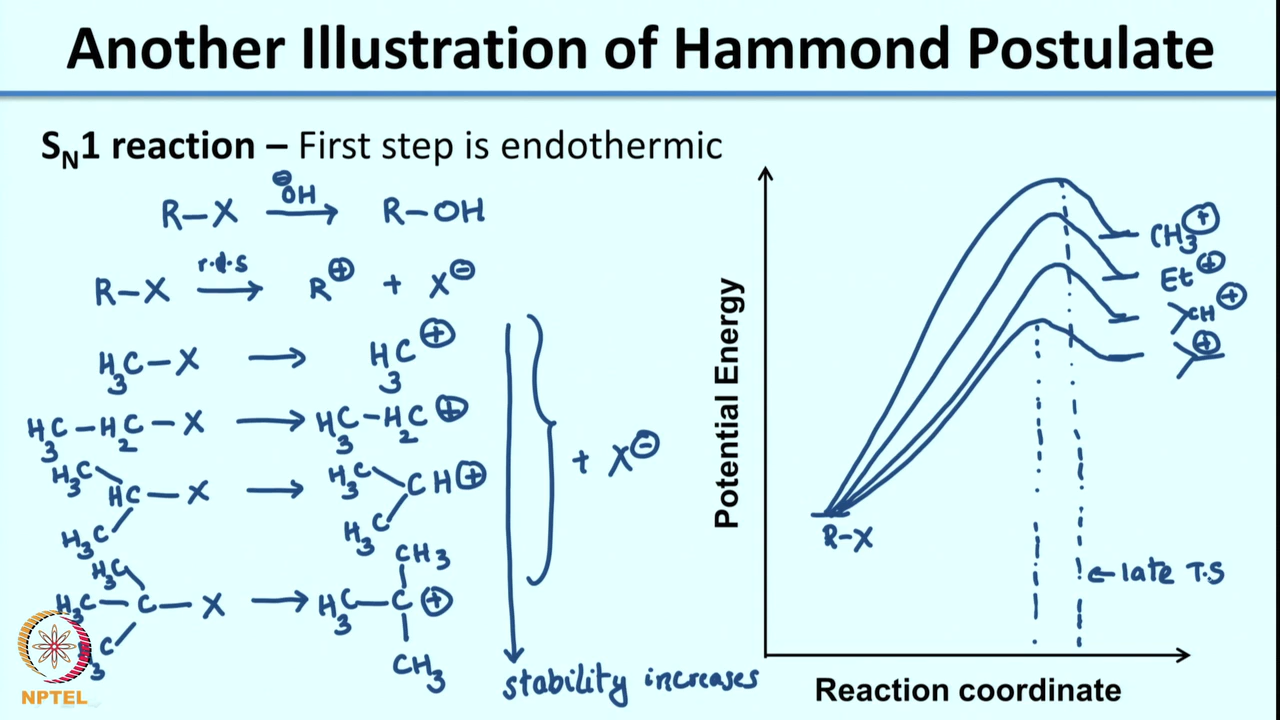 Another Illustration of Hammond Postulate
SN1 reaction – First step is endothermic
R–X ⊖OH → R–OH
R–X r.d.s → R⊕ + X⊖
H3C–X → H3C⊕
H3C–H2C–X → H3C–H2C⊕
H3C
HC–X
H3C
→
H3C
CH⊕
H3C
+ X⊖
H3C
H3C–C–X
H3C
→
CH3
H3C–C⊕
CH3
stability increases
Potential Energy
CH3⊕
Et⊕
CH⊕
⊕
R–X
← late T.S
Reaction coordinate
NPTEL